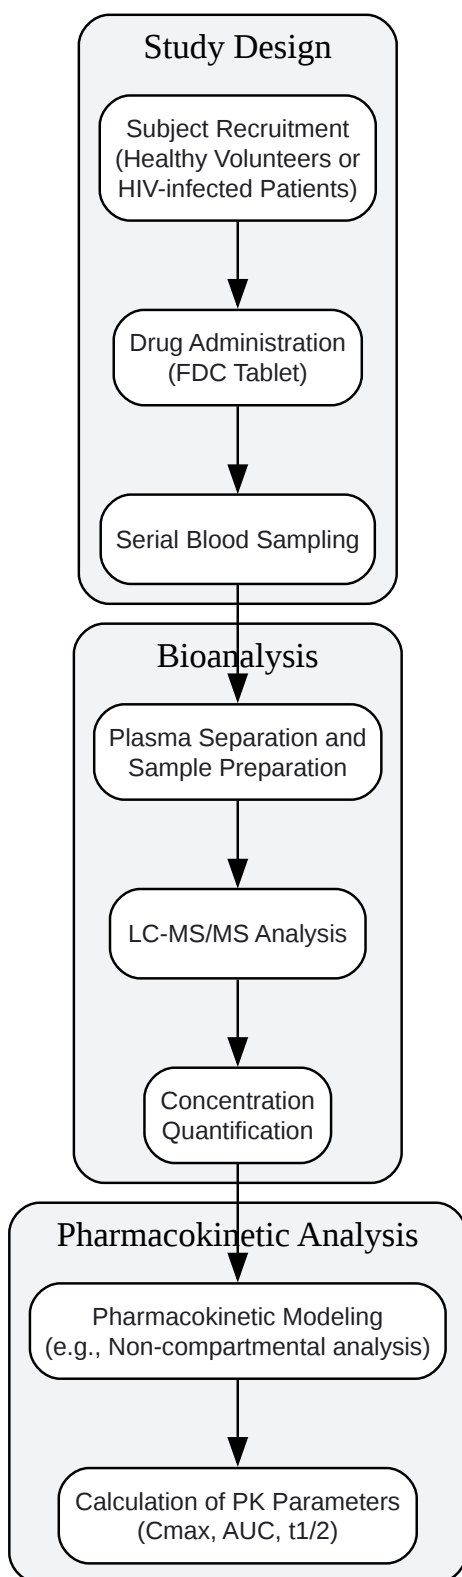 Study Design
Subject Recruitment
(Healthy Volunteers or
HIV-infected Patients)
Drug Administration
(FDC Tablet)
Serial Blood Sampling
Bioanalysis
Plasma Separation and
Sample Preparation
LC-MS/MS Analysis
Concentration
Quantification
Pharmacokinetic Analysis
Pharmacokinetic Modeling
(e.g., Non-compartmental analysis)
Calculation of PK Parameters
(Cmax, AUC, t1/2)